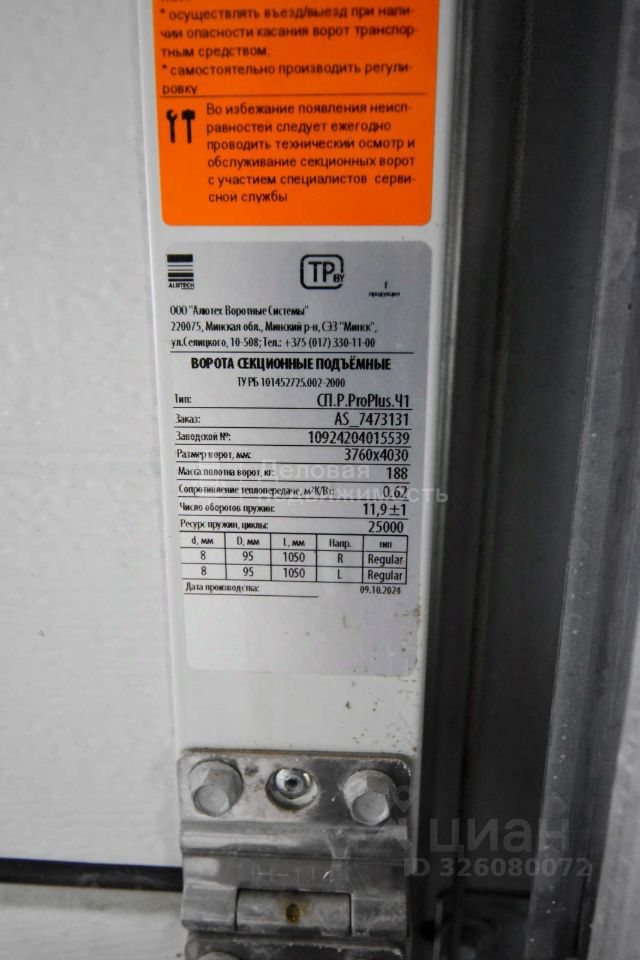 * осуществлять въезд/выезд при нали-
чии опасности касания ворот транспор-
тным средством;
* самостоятельно производить регули-
ровку
Во избежание появления неисп-
равностей следует ежегодно
проводить технический осмотр и
обслуживание секционных ворот
с участием специалистов серви-
сной службы
ALUTECH
TP BY
продукция
ООО "Алютех Воротные Системы"
220075, Минская обл., Минский р-н, СЭЗ "Минск",
ул.Селицкого, 10-508; Тел.: +375 (017) 330-11-00
ВОРОТА СЕКЦИОННЫЕ ПОДЪЁМНЫЕ
ТУ РБ 101452725.002-2000
Тип: СП.Р.ProPlus.Ч1
Заказ: AS_7473131
Заводской №: 10924204015539
Размер ворот, мм: 3760x4030
Масса полотна ворот, кг: 188
Сопротивление теплопередаче, м²К/Вт: 0.62
Число оборотов пружин: 11,9±1
Ресурс пружин, циклы: 25000
d, мм D, мм L, мм Напр. тип
8 95 1050 R Regular
8 95 1050 L Regular
Дата производства: 09.10.2024
Деловая
недвижимость
циан
ID 326080072